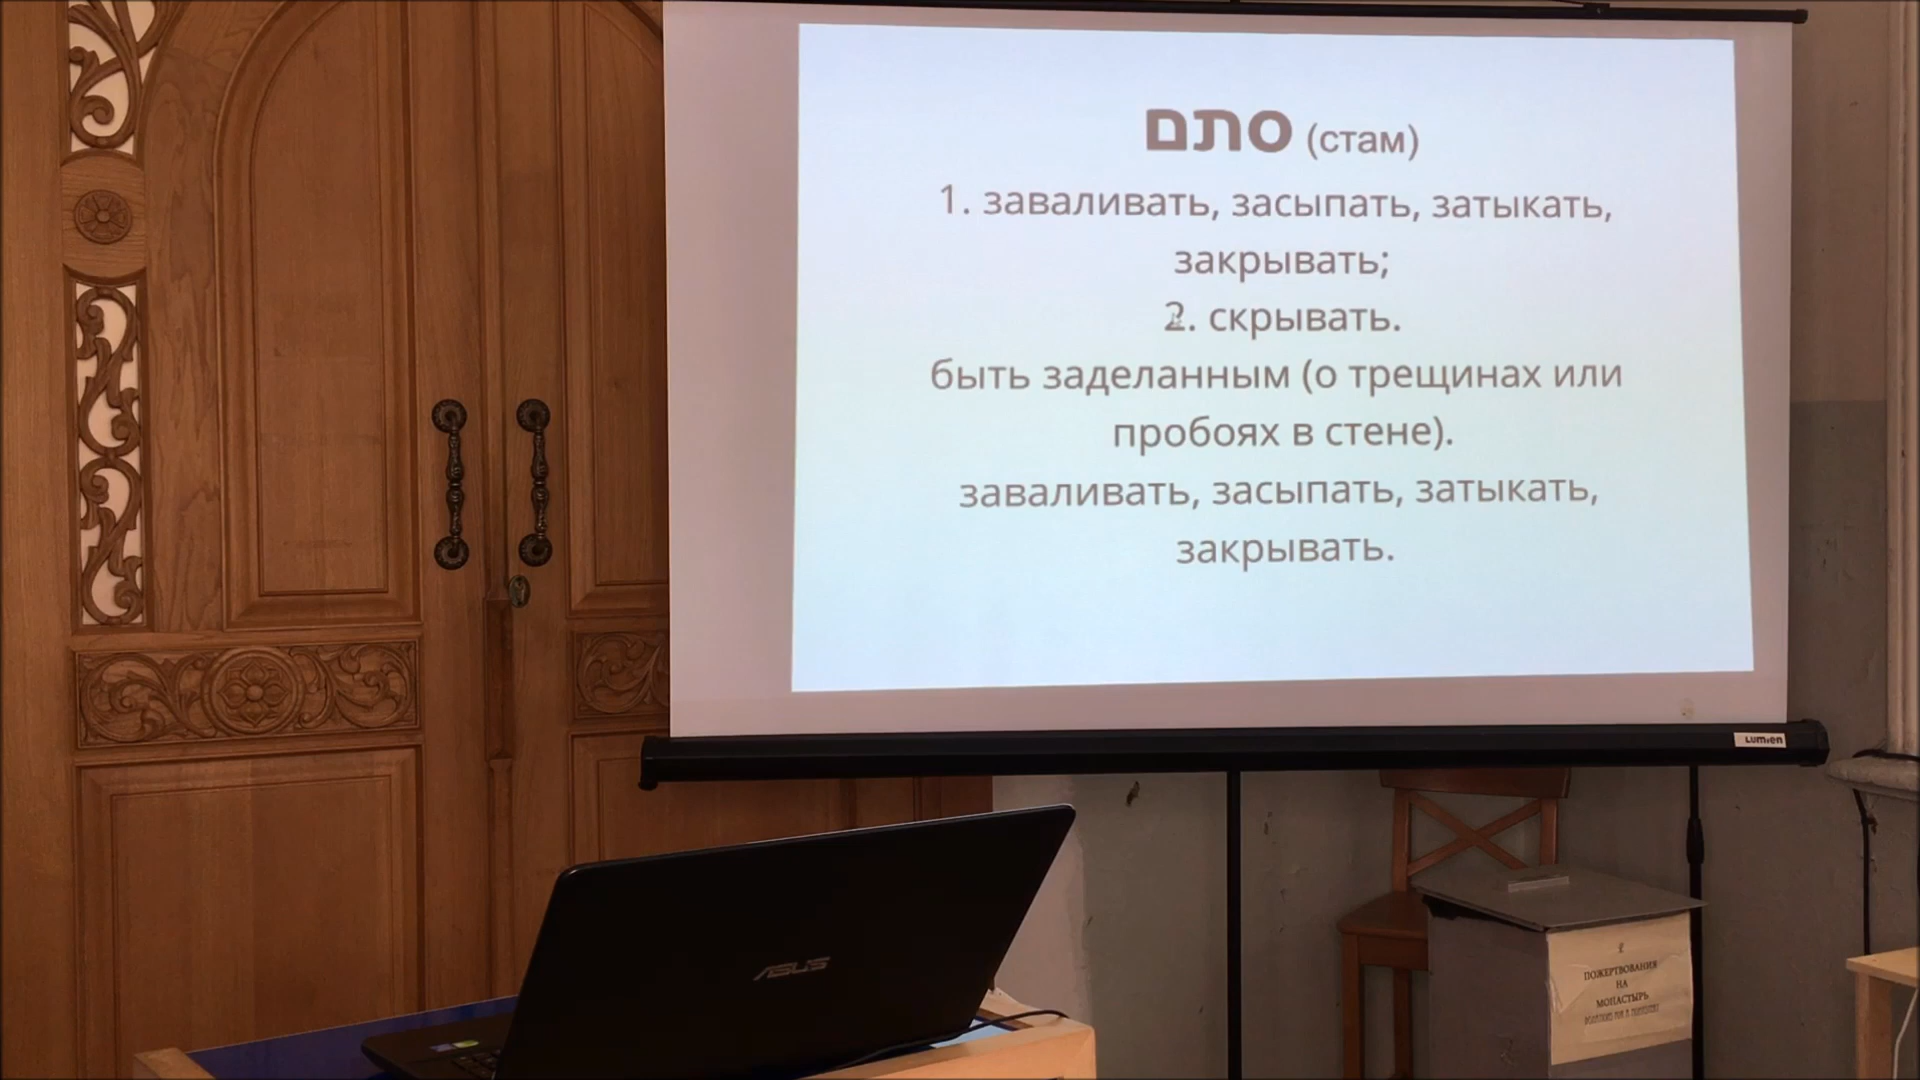 סתם (стам)
1. заваливать, засыпать, затыкать,
закрывать;
2. скрывать.
быть заделанным (о трещинах или
пробоях в стене).
заваливать, засыпать, затыкать,
закрывать.
Lumien
ASUS
ПОЖЕРТВОВАНИЯ
НА
МОНАСТЫРЬ